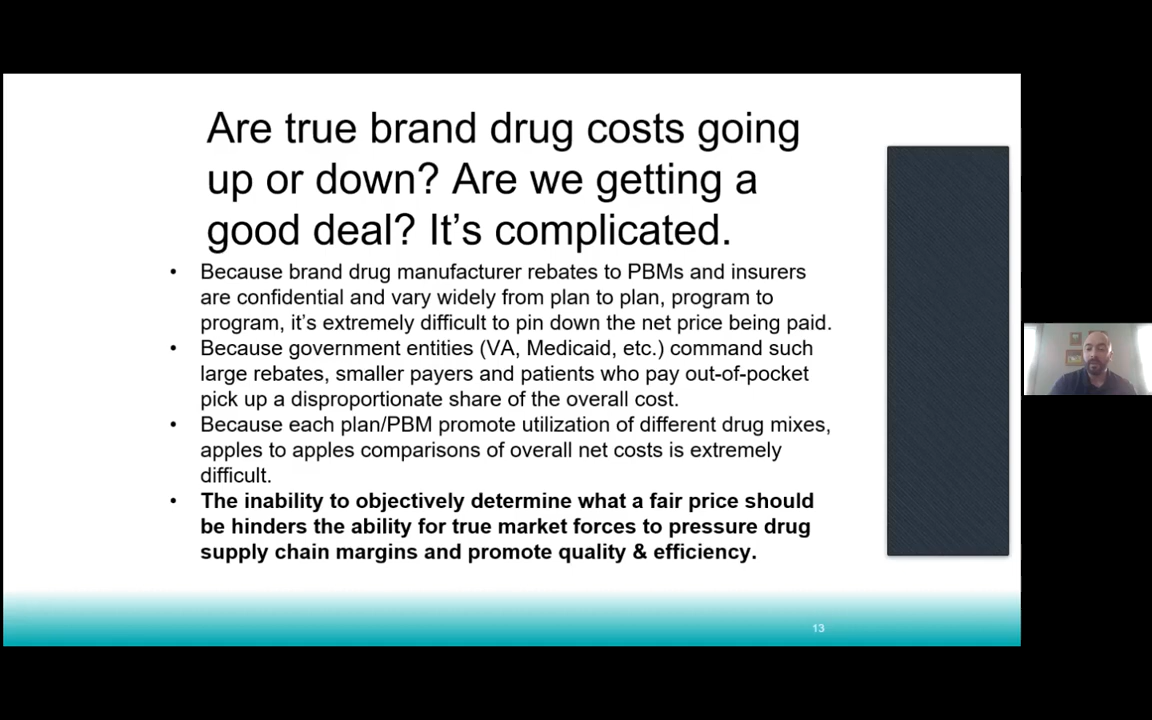 Are true brand drug costs going
up or down? Are we getting a
good deal? It’s complicated.
• Because brand drug manufacturer rebates to PBMs and insurers
are confidential and vary widely from plan to plan, program to
program, it’s extremely difficult to pin down the net price being paid.
• Because government entities (VA, Medicaid, etc.) command such
large rebates, smaller payers and patients who pay out-of-pocket
pick up a disproportionate share of the overall cost.
• Because each plan/PBM promote utilization of different drug mixes,
apples to apples comparisons of overall net costs is extremely
difficult.
• The inability to objectively determine what a fair price should
be hinders the ability for true market forces to pressure drug
supply chain margins and promote quality & efficiency.
13